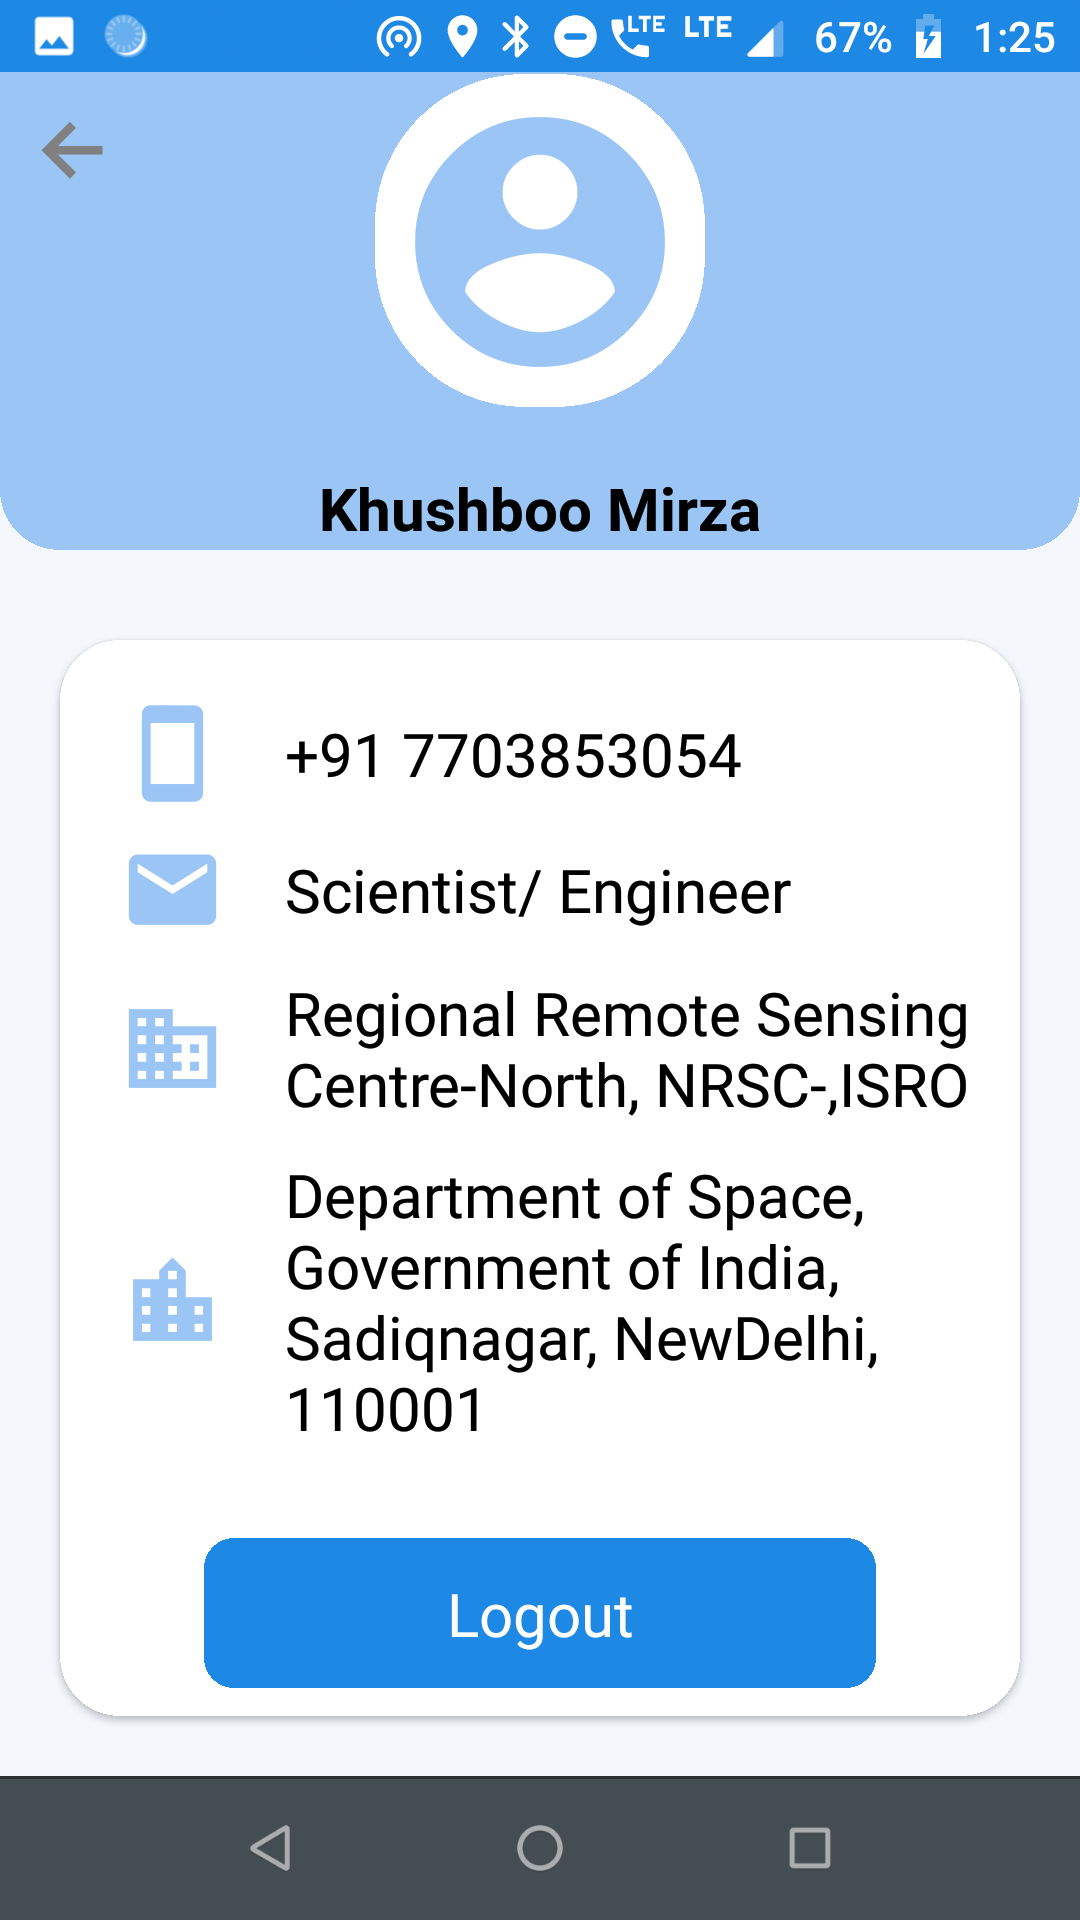 LTE LTE 67% 1:25
Khushboo Mirza
+91 7703853054
Scientist/ Engineer
Regional Remote Sensing
Centre-North, NRSC-,ISRO
Department of Space,
Government of India,
Sadiqnagar, NewDelhi,
110001
Logout